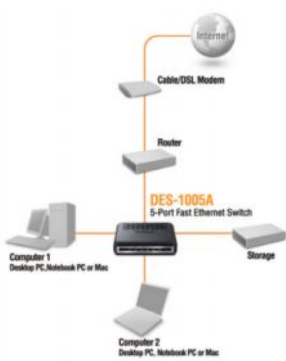 Internet
Cable/DSL Modem
Router
DES-1005A
5-Port Fast Ethernet Switch
Computer 1
Desktop PC, Notebook PC or Mac
Storage
Computer 2
Desktop PC, Notebook PC or Mac